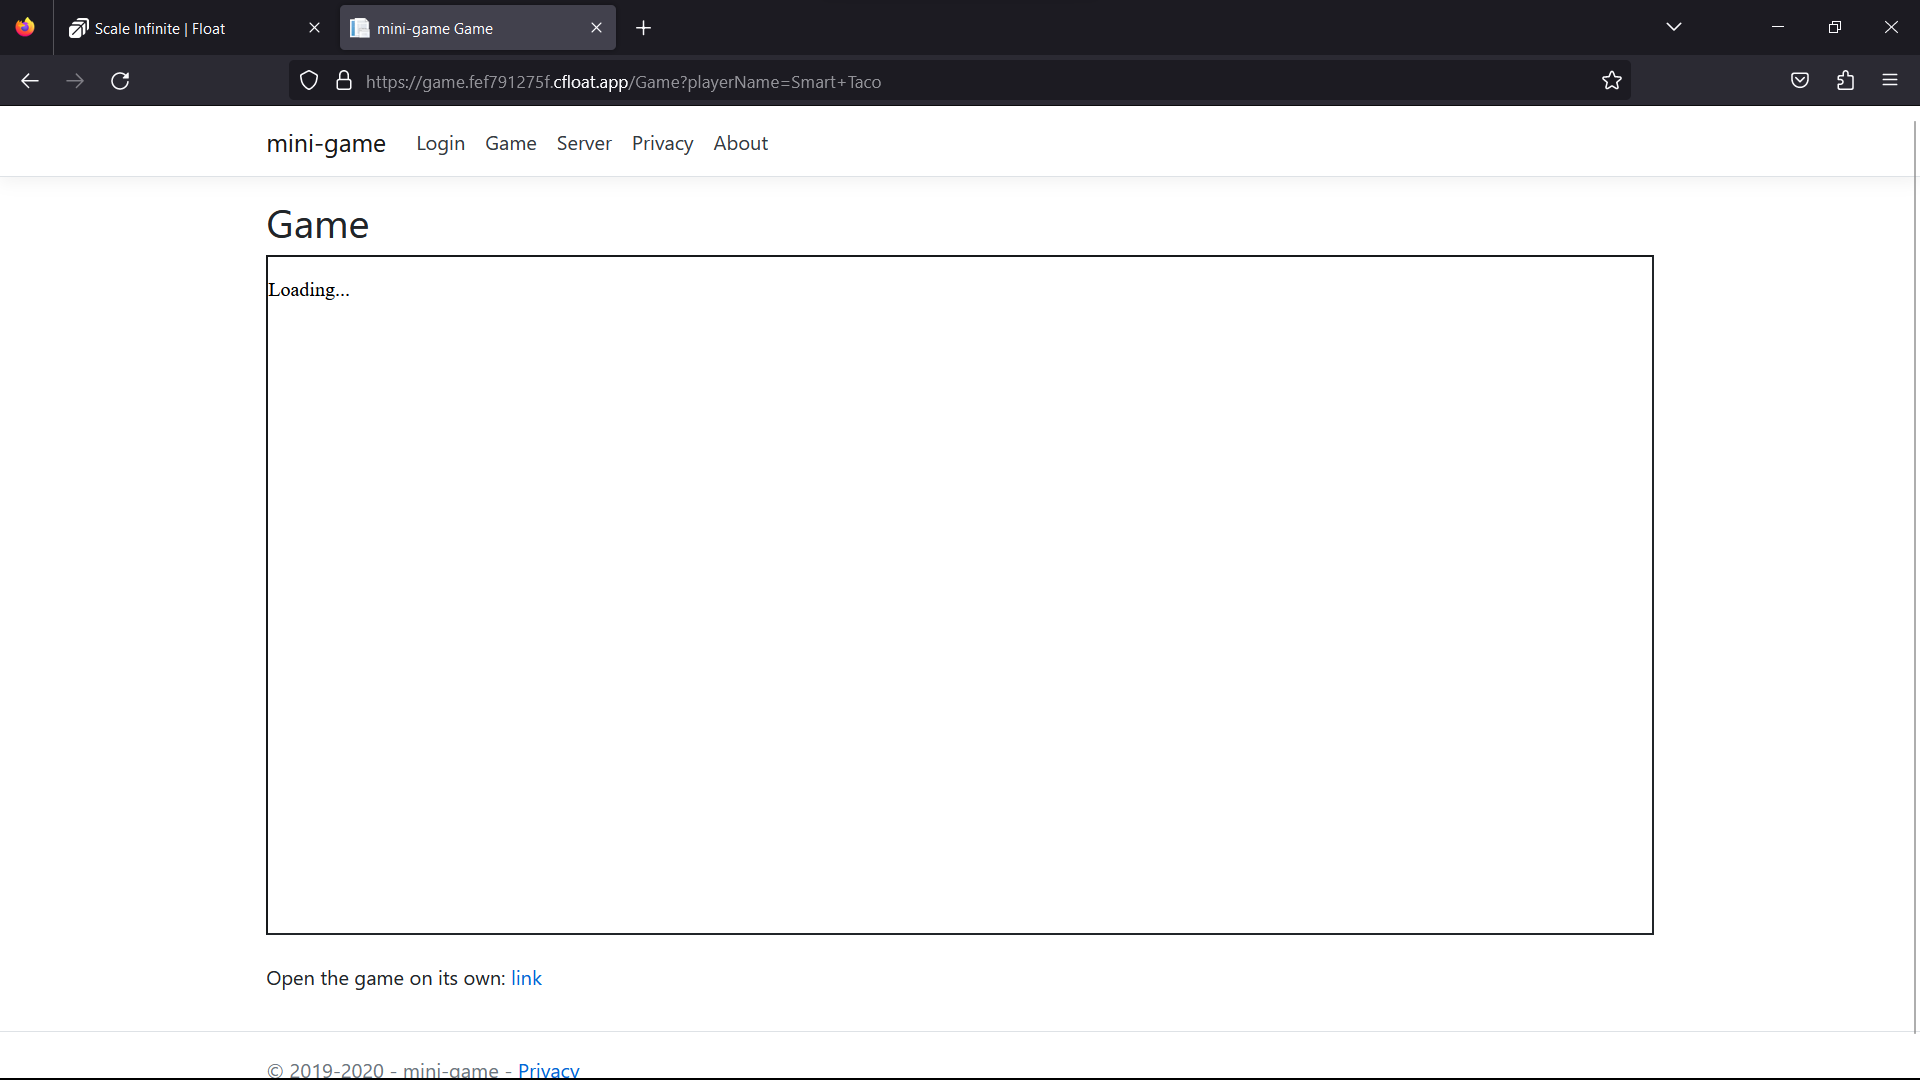 Scale Infinite | Float
mini-game Game
https://game.fef791275f.cfloat.app/Game?playerName=Smart+Taco
mini-game Login Game Server Privacy About
Game
Loading...
Open the game on its own: link
© 2019-2020 - mini-game - Privacy